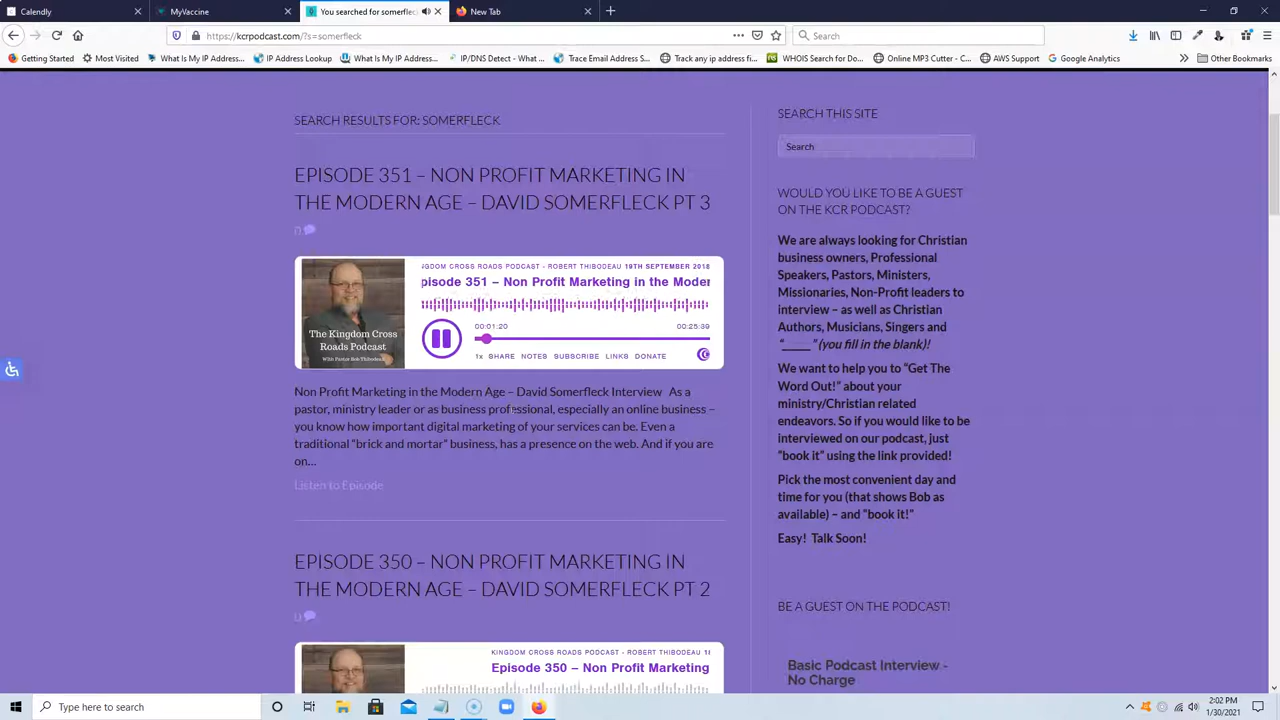 Calendly
MyVaccine
You searched for somerflec
New Tab
https://kcrpodcast.com/?s=somerfleck
Search
Getting Started
Most Visited
What Is My IP Address...
IP Address Lookup
What Is My IP Address...
IP/DNS Detect - What ...
Trace Email Address S...
Track any ip address fi...
WHOIS Search for Do...
Online MP3 Cutter - C...
AWS Support
Google Analytics
Other Bookmarks
SEARCH RESULTS FOR: SOMERFLECK
EPISODE 351 – NON PROFIT MARKETING IN
THE MODERN AGE – DAVID SOMERFLECK PT 3
0
The Kingdom Cross
Roads Podcast
With Pastor Bob Thibodeau
NGDOM CROSS ROADS PODCAST - ROBERT THIBODEAU 19TH SEPTEMBER 2018
pisode 351 – Non Profit Marketing in the Moder
00:01:20
00:25:39
1x SHARE NOTES SUBSCRIBE LINKS DONATE
Non Profit Marketing in the Modern Age – David Somerfleck Interview   As a
pastor, ministry leader or as business professional, especially an online business –
you know how important digital marketing of your services can be. Even a
traditional “brick and mortar” business, has a presence on the web. And if you are
on…
Listen to Episode
EPISODE 350 – NON PROFIT MARKETING IN
THE MODERN AGE – DAVID SOMERFLECK PT 2
0
KINGDOM CROSS ROADS PODCAST - ROBERT THIBODEAU 18
Episode 350 – Non Profit Marketing
SEARCH THIS SITE
Search
WOULD YOU LIKE TO BE A GUEST
ON THE KCR PODCAST?
We are always looking for Christian
business owners, Professional
Speakers, Pastors, Ministers,
Missionaries, Non-Profit leaders to
interview – as well as Christian
Authors, Musicians, Singers and
“______” (you fill in the blank)!
We want to help you to “Get The
Word Out!” about your
ministry/Christian related
endeavors. So if you would like to be
interviewed on our podcast, just
“book it” using the link provided!
Pick the most convenient day and
time for you (that shows Bob as
available) – and “book it!”
Easy!  Talk Soon!
BE A GUEST ON THE PODCAST!
Basic Podcast Interview -
No Charge
Type here to search
2:02 PM
1/30/2021